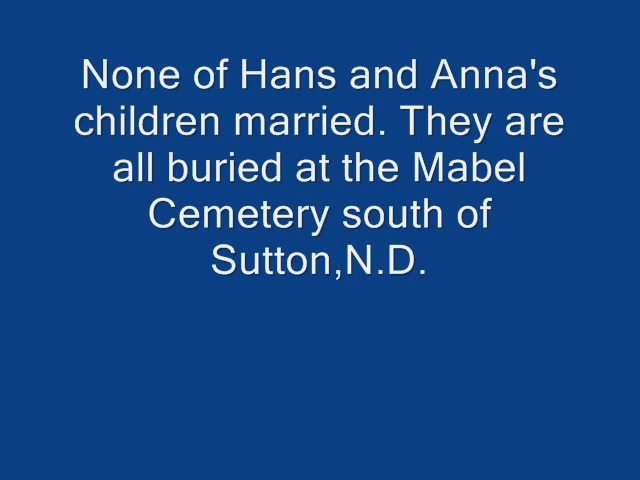 None of Hans and Anna's
children married. They are
all buried at the Mabel
Cemetery south of
Sutton,N.D.